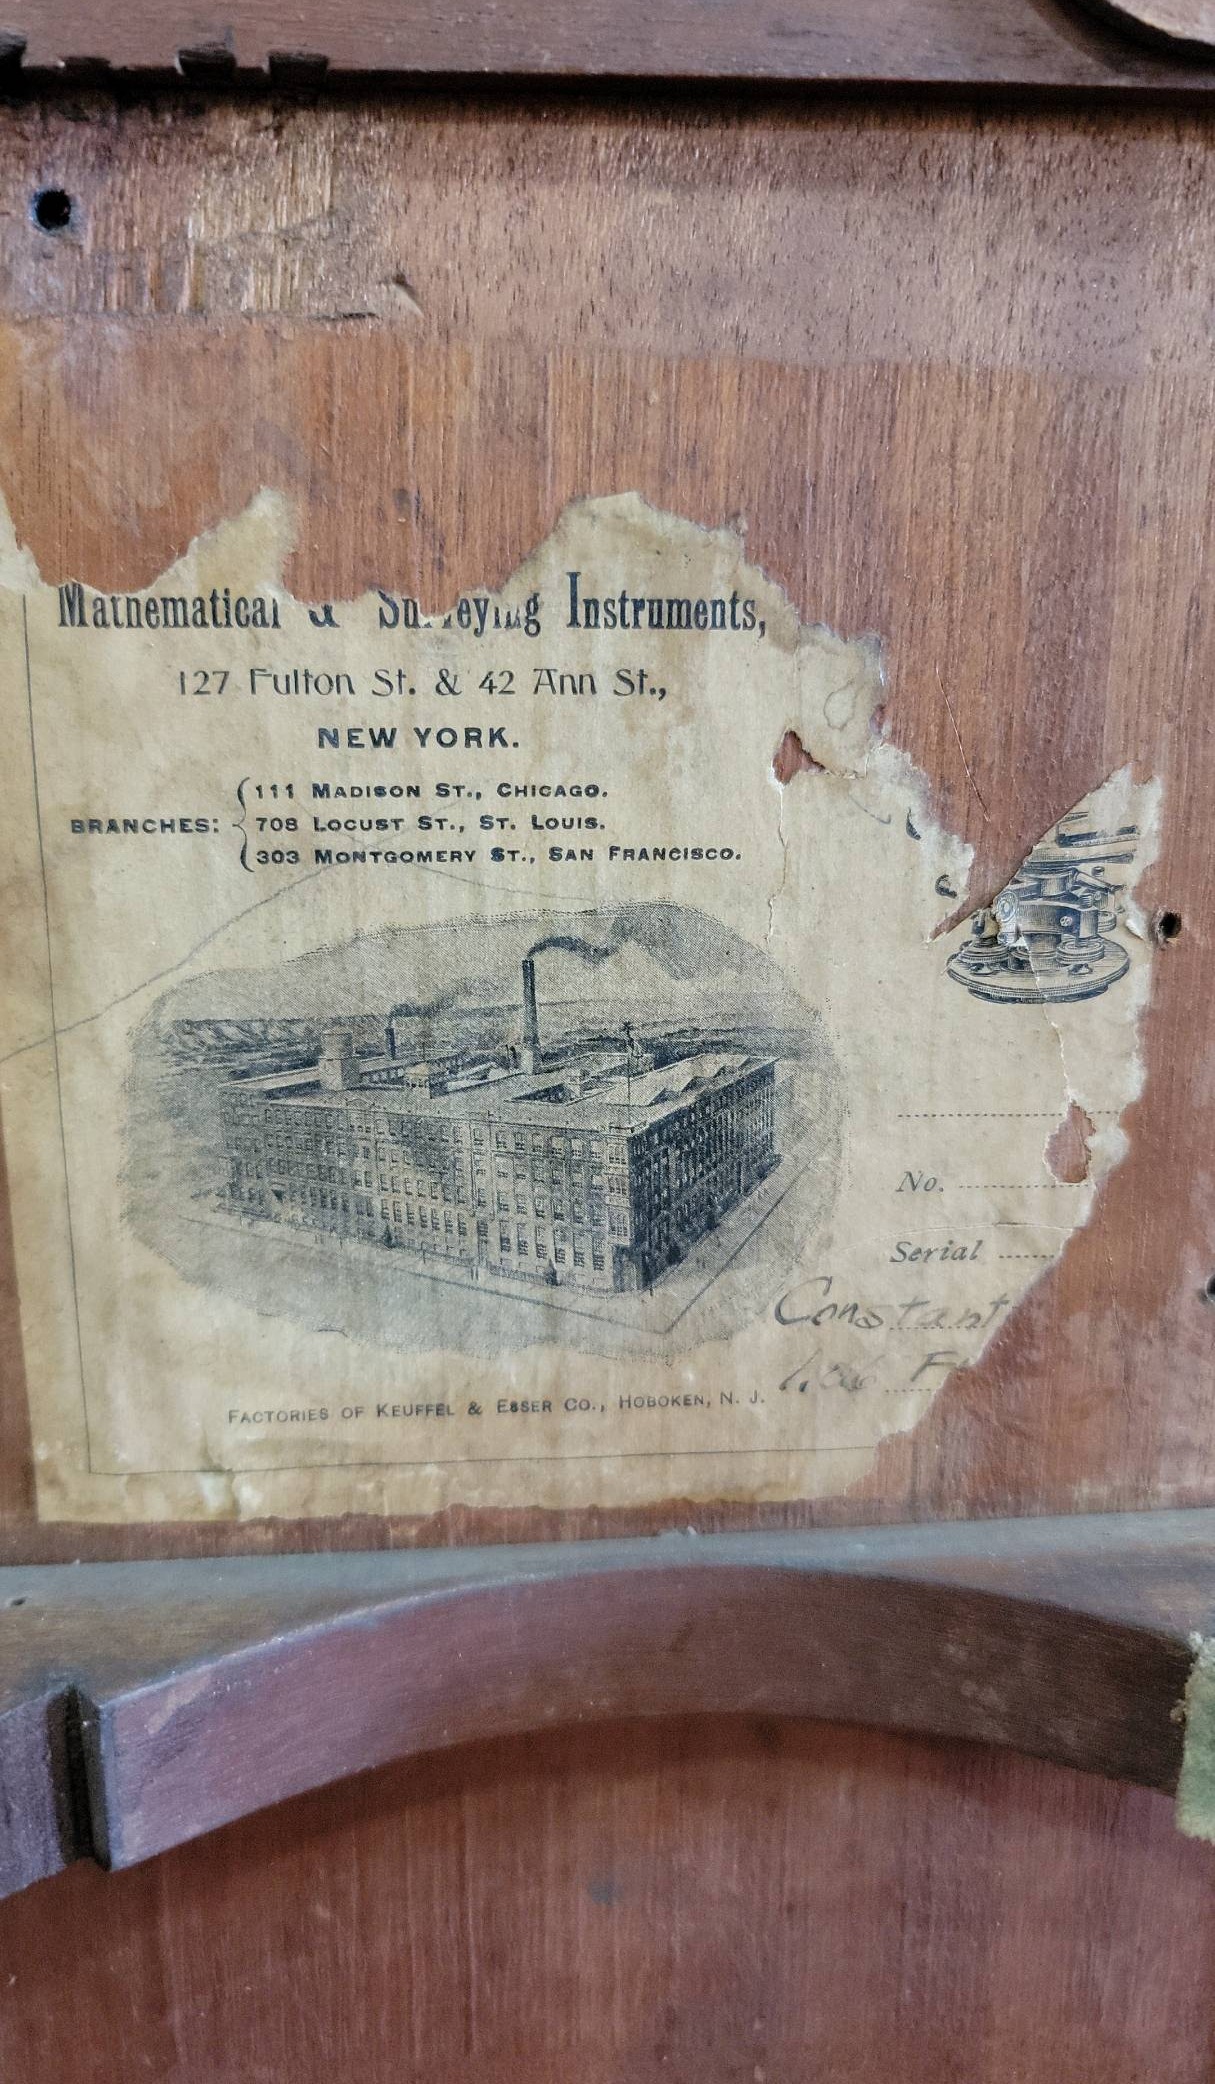 Mathematical & Surveying Instruments,
127 Fulton St. & 42 Ann St.,
NEW YORK.
BRANCHES:
111 MADISON ST., CHICAGO.
708 LOCUST ST., ST. LOUIS.
303 MONTGOMERY ST., SAN FRANCISCO.
No.
Serial
Constant
FACTORIES OF KEUFFEL & ESSER CO., HOBOKEN, N. J.